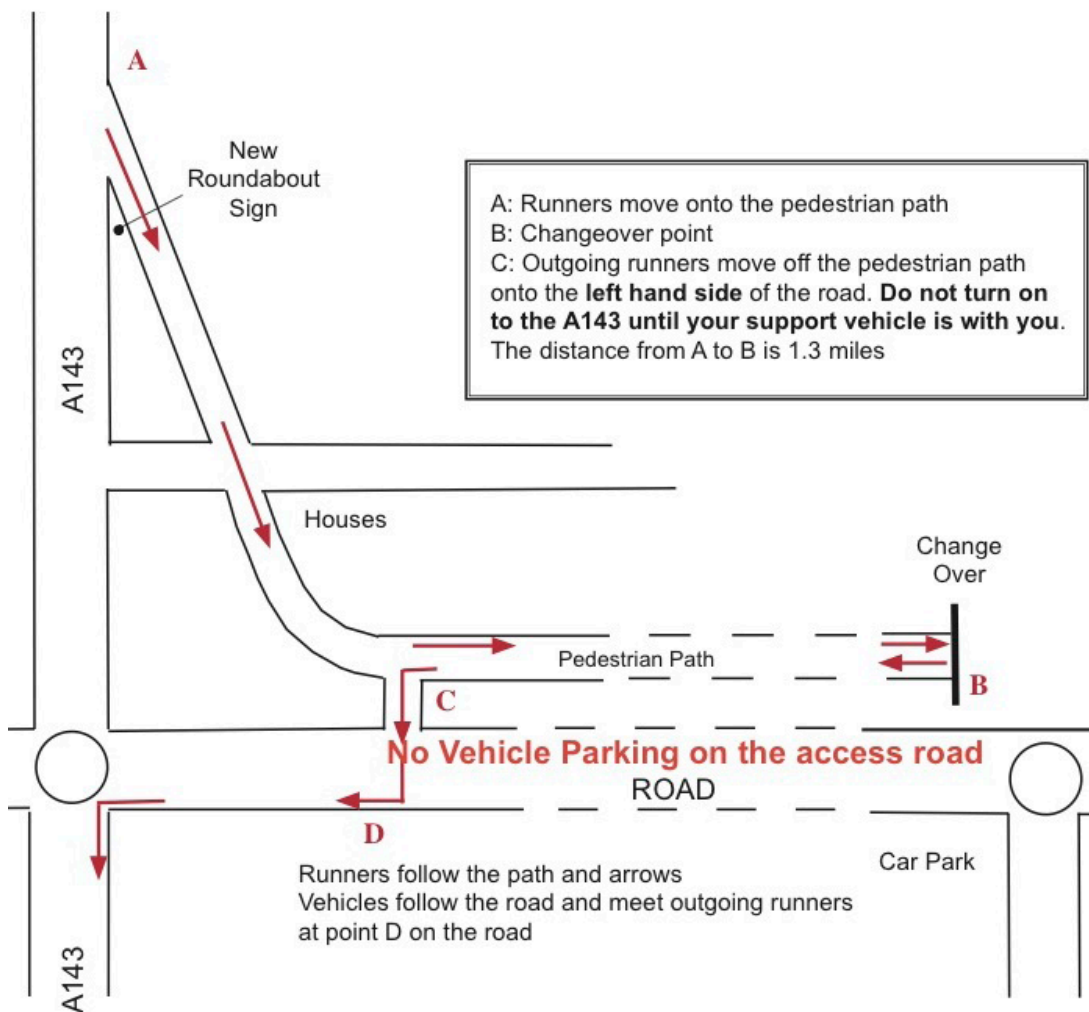 A
New
Roundabout
Sign
A: Runners move onto the pedestrian path
B: Changeover point
C: Outgoing runners move off the pedestrian path
onto the left hand side of the road. Do not turn on
to the A143 until your support vehicle is with you.
The distance from A to B is 1.3 miles
A143
Houses
Change
Over
Pedestrian Path
B
C
No Vehicle Parking on the access road
ROAD
D
Car Park
Runners follow the path and arrows
Vehicles follow the road and meet outgoing runners
at point D on the road
A143